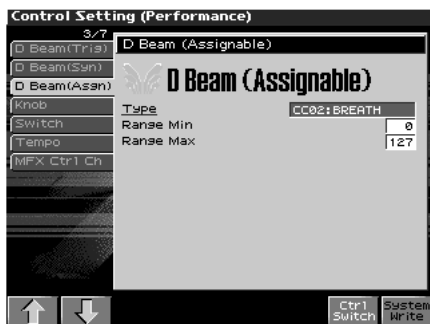 Control Setting (Performance)
3/7
D Beam(Trig)
D Beam(Syn)
D Beam(Assn)
Knob
Switch
Tempo
MFX Ctrl Ch
D Beam (Assignable)
D Beam (Assignable)
Type CC02:BREATH
Range Min 0
Range Max 127
Ctrl Switch
System Write